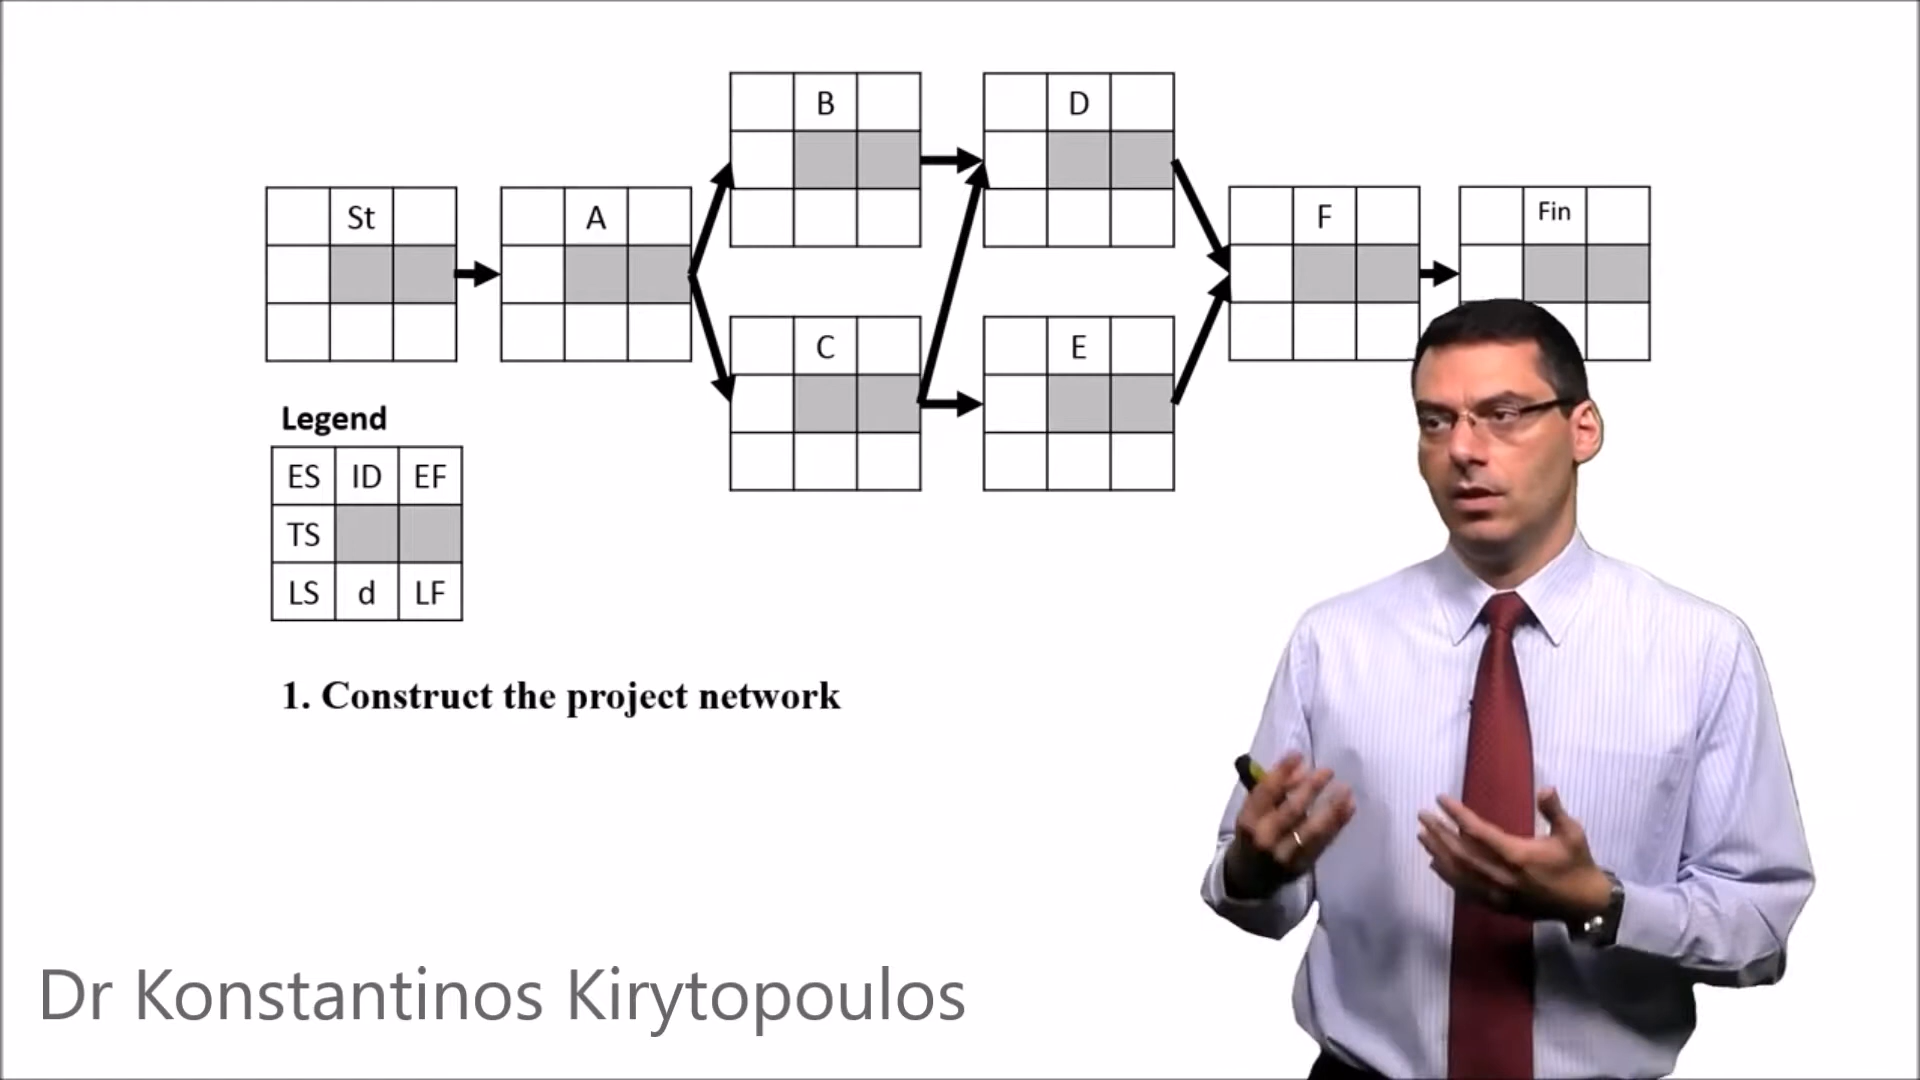 B
D
St
A
F
Fin
C
E
Legend
ES ID EF
TS
LS d LF
1. Construct the project network
Dr Konstantinos Kirytopoulos